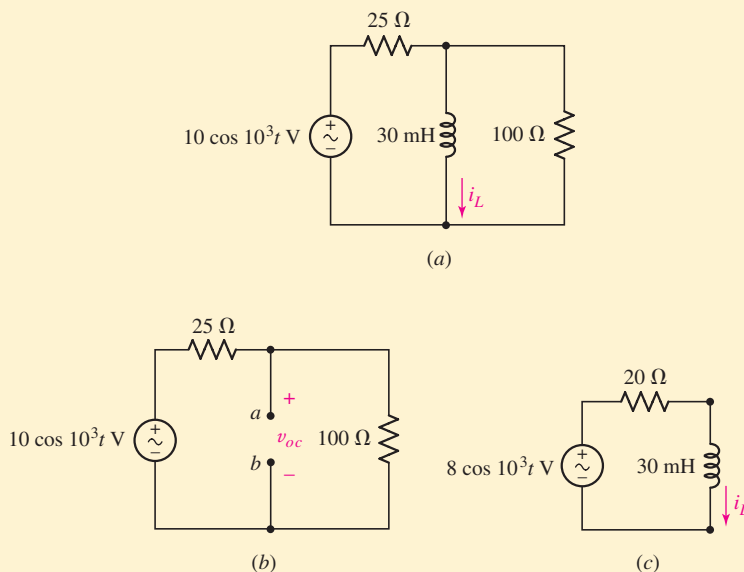 25 Ω
10 cos 10³t V
30 mH
100 Ω
i_L
(a)
25 Ω
10 cos 10³t V
a
+
v_oc
b
−
100 Ω
(b)
20 Ω
8 cos 10³t V
30 mH
i_L
(c)